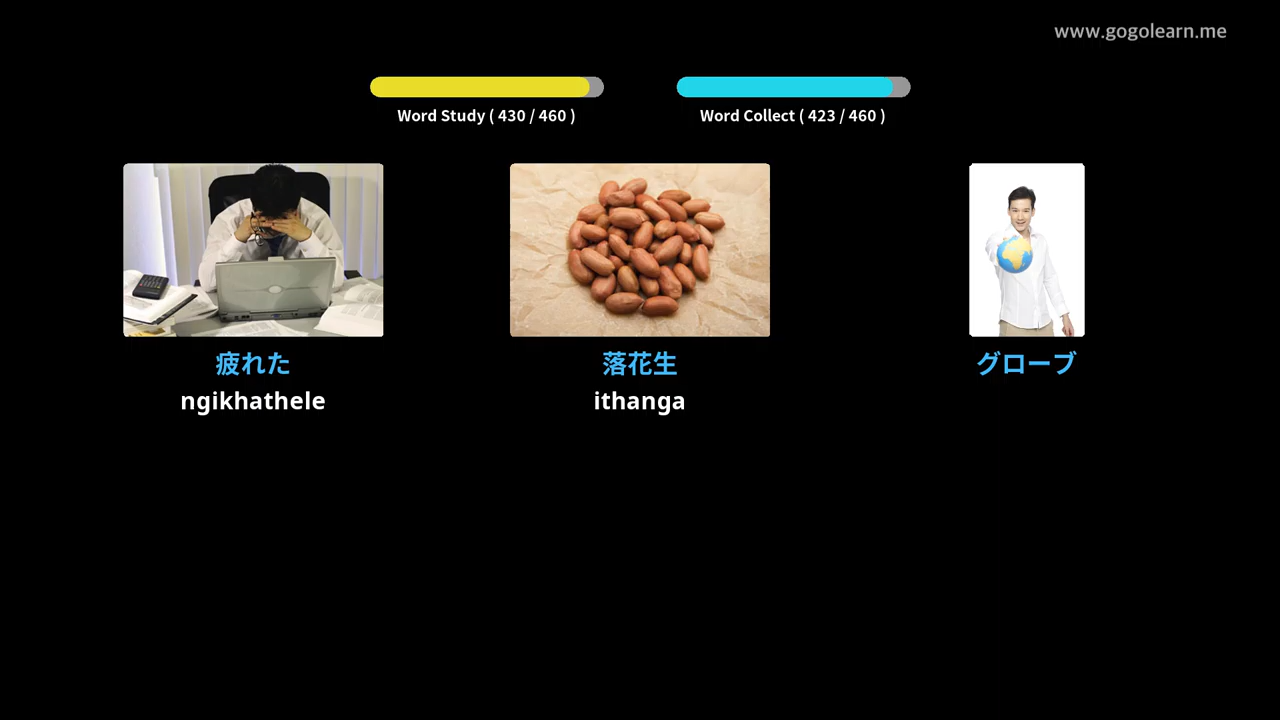 www.gogolearn.me
Word Study ( 430 / 460 )
Word Collect ( 423 / 460 )
疲れた
ngikhathele
落花生
ithanga
グローブ